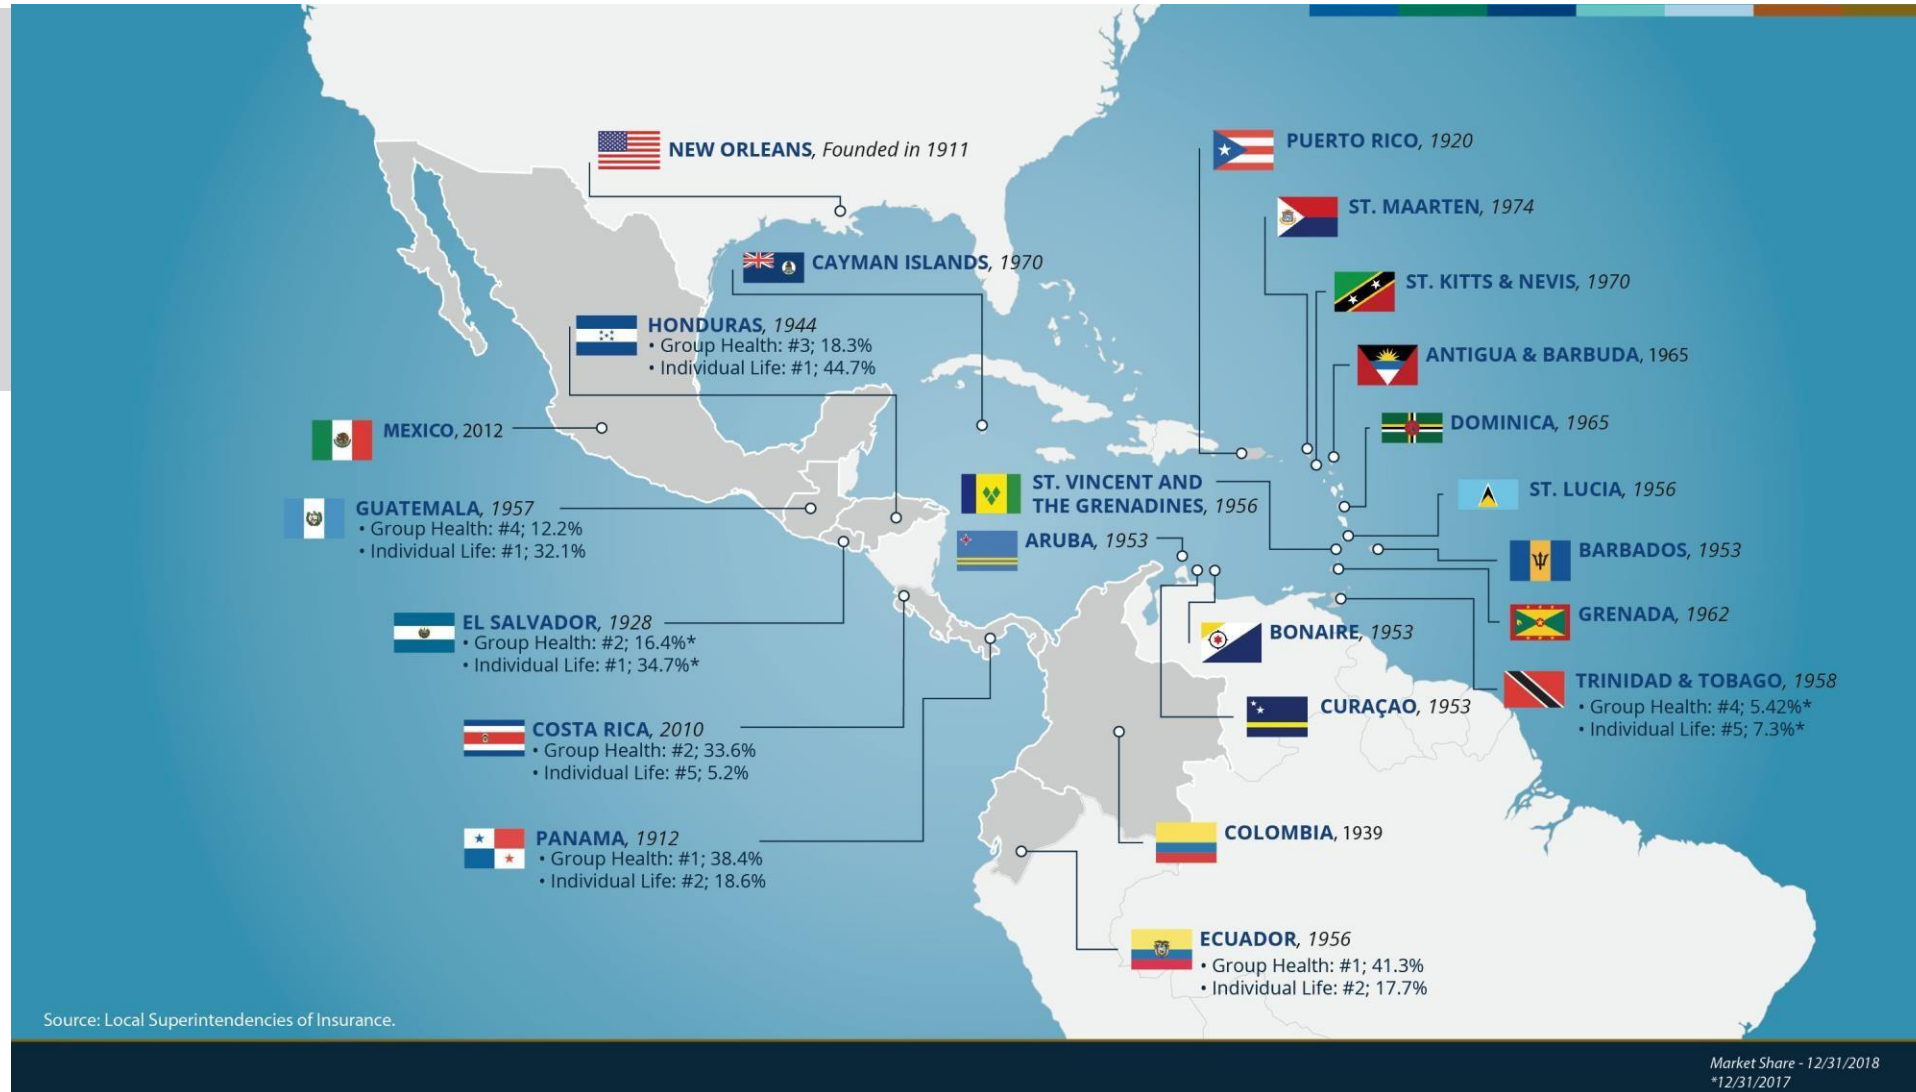 NEW ORLEANS, Founded in 1911
CAYMAN ISLANDS, 1970
HONDURAS, 1944
• Group Health: #3; 18.3%
• Individual Life: #1; 44.7%
MEXICO, 2012
GUATEMALA, 1957
• Group Health: #4; 12.2%
• Individual Life: #1; 32.1%
EL SALVADOR, 1928
• Group Health: #2; 16.4%*
• Individual Life: #1; 34.7%*
COSTA RICA, 2010
• Group Health: #2; 33.6%
• Individual Life: #5; 5.2%
PANAMA, 1912
• Group Health: #1; 38.4%
• Individual Life: #2; 18.6%
PUERTO RICO, 1920
ST. MAARTEN, 1974
ST. KITTS & NEVIS, 1970
ANTIGUA & BARBUDA, 1965
DOMINICA, 1965
ST. LUCIA, 1956
ST. VINCENT AND
THE GRENADINES, 1956
ARUBA, 1953
BARBADOS, 1953
GRENADA, 1962
BONAIRE, 1953
TRINIDAD & TOBAGO, 1958
• Group Health: #4; 5.42%*
• Individual Life: #5; 7.3%*
CURAÇAO, 1953
COLOMBIA, 1939
ECUADOR, 1956
• Group Health: #1; 41.3%
• Individual Life: #2; 17.7%
Source: Local Superintendencies of Insurance.
Market Share - 12/31/2018
*12/31/2017